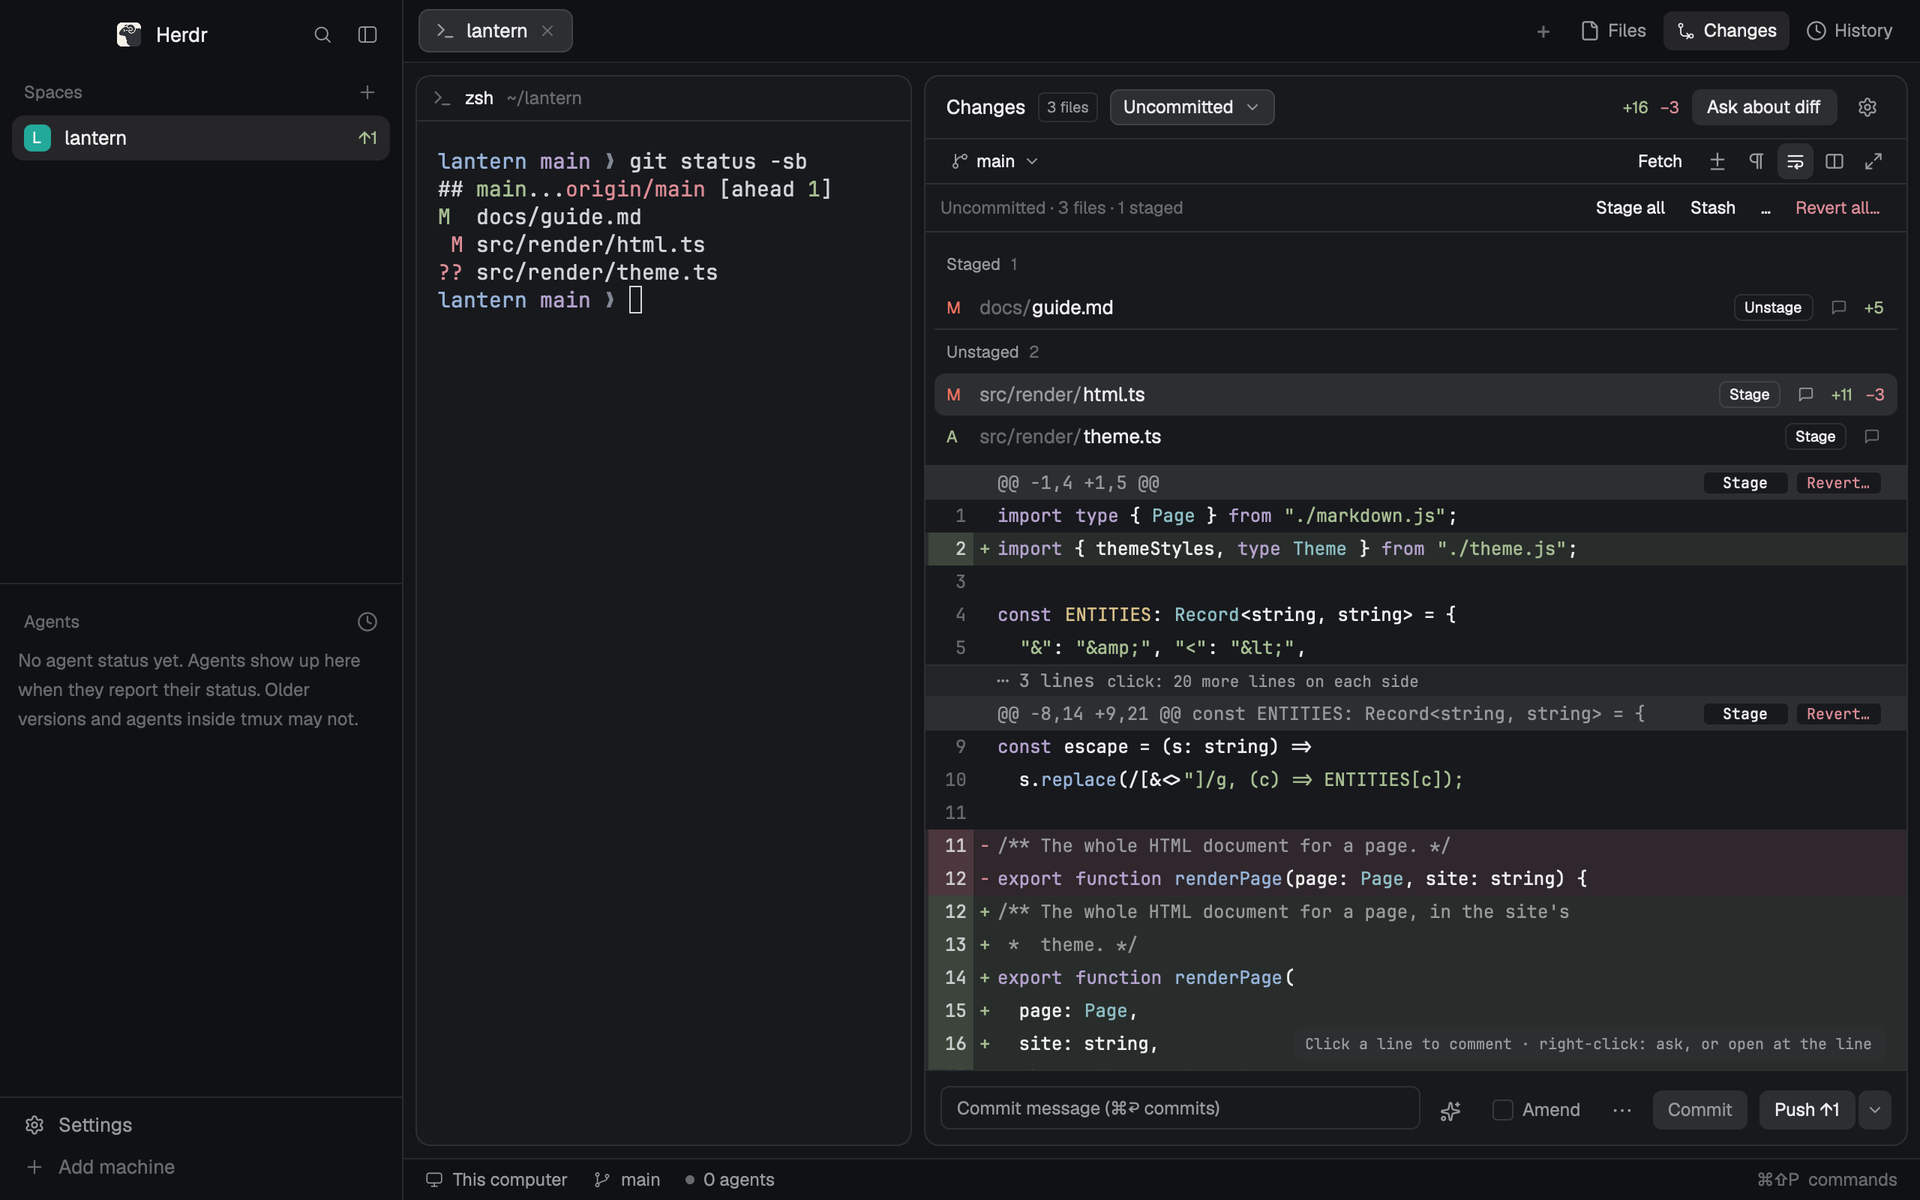 Herdr
Spaces
L lantern ↑1
Agents
No agent status yet. Agents show up here
when they report their status. Older
versions and agents inside tmux may not.
Settings
Add machine
lantern
Files
Changes
History
zsh ~/lantern
lantern main ❯ git status -sb
## main...origin/main [ahead 1]
M  docs/guide.md
 M src/render/html.ts
?? src/render/theme.ts
lantern main ❯
Changes 3 files Uncommitted +16 −3 Ask about diff
main Fetch
Uncommitted · 3 files · 1 staged Stage all Stash ... Revert all…
Staged 1
M docs/guide.md Unstage +5
Unstaged 2
M src/render/html.ts Stage +11 −3
A src/render/theme.ts Stage
@@ -1,4 +1,5 @@ Stage Revert…
1 import type { Page } from "./markdown.js";
2 + import { themeStyles, type Theme } from "./theme.js";
3
4 const ENTITIES: Record<string, string> = {
5 "&": "&amp;", "<": "&lt;",
⋯ 3 lines click: 20 more lines on each side
@@ -8,14 +9,21 @@ const ENTITIES: Record<string, string> = { Stage Revert…
9 const escape = (s: string) =>
10 s.replace(/[&<>"]/g, (c) => ENTITIES[c]);
11
11 - /** The whole HTML document for a page. */
12 - export function renderPage(page: Page, site: string) {
12 + /** The whole HTML document for a page, in the site's
13 + * theme. */
14 + export function renderPage(
15 + page: Page,
16 + site: string,
Click a line to comment · right-click: ask, or open at the line
Commit message (⌘⏎ commits) Amend ⋯ Commit Push ↑1
This computer main 0 agents ⌘⇧P commands